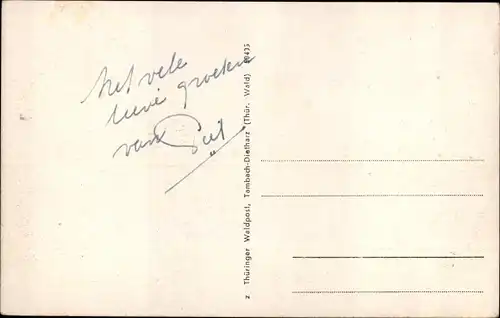 Met vele
lieve groeten
van Piet
z Thüringer Waldpost, Tambach-Dietharz (Thür. Wald)